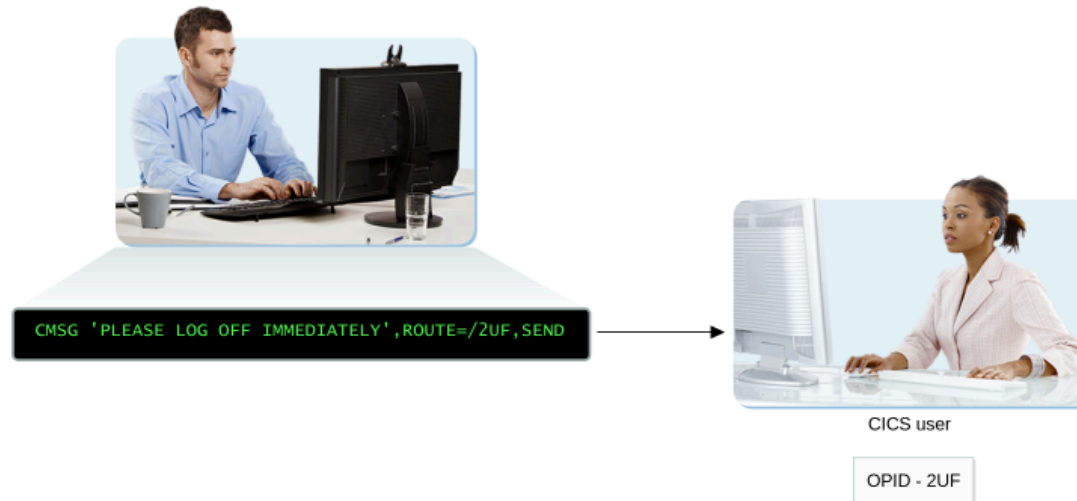 CMSG 'PLEASE LOG OFF IMMEDIATELY',ROUTE=/2UF,SEND
CICS user
OPID - 2UF